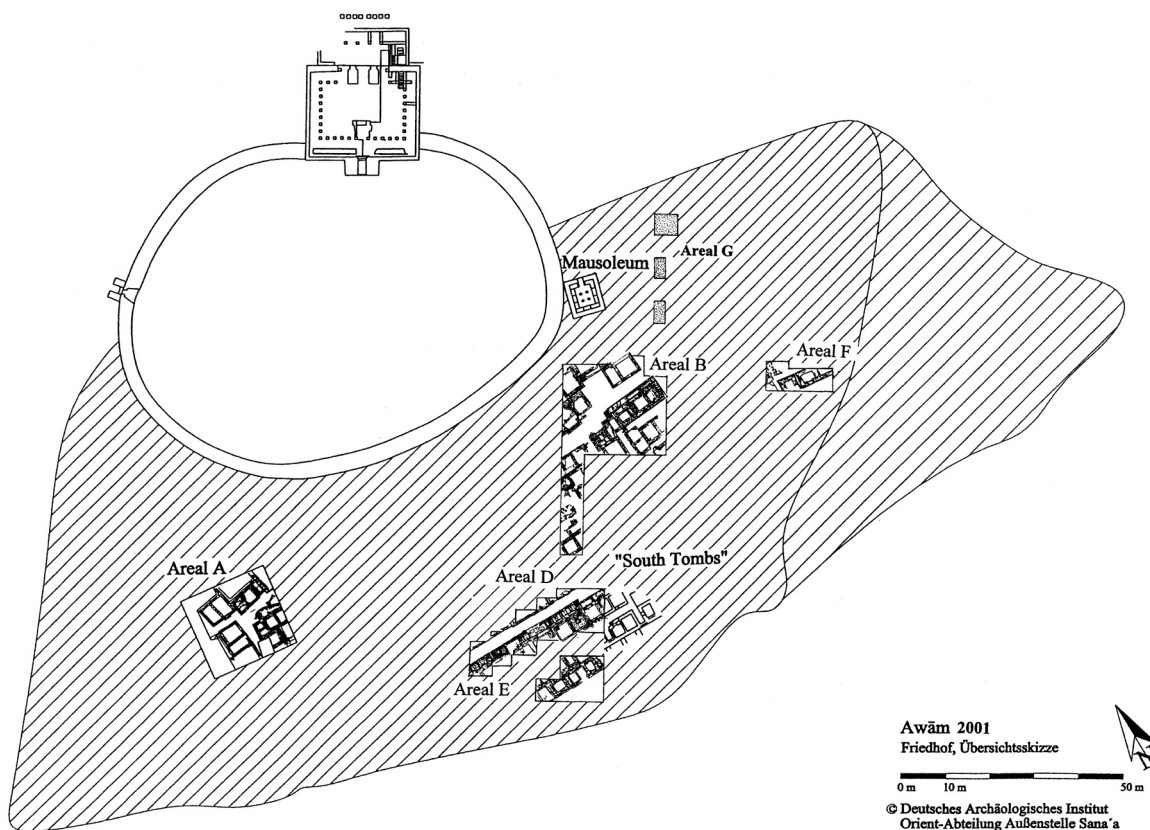 Areal G
Mausoleum
Areal B
Areal F
"South Tombs"
Areal A
Areal D
Areal E
Awām 2001
Friedhof, Übersichtsskizze
N
0 m 10 m 50 m
© Deutsches Archäologisches Institut
Orient-Abteilung Außenstelle Sana´a